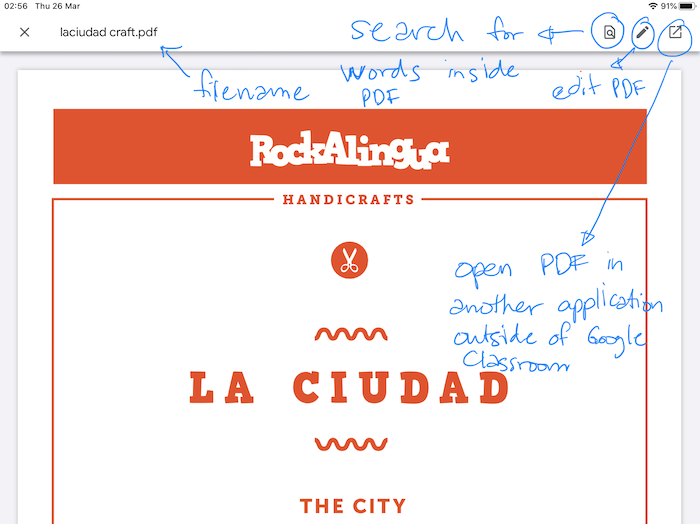 02:56 Thu 26 Mar 91%
laciudad craft.pdf
search for
words inside
PDF
filename
edit PDF
RockALingua
HANDICRAFTS
open PDF in
another application
outside of Google
Classroom
LA CIUDAD
THE CITY